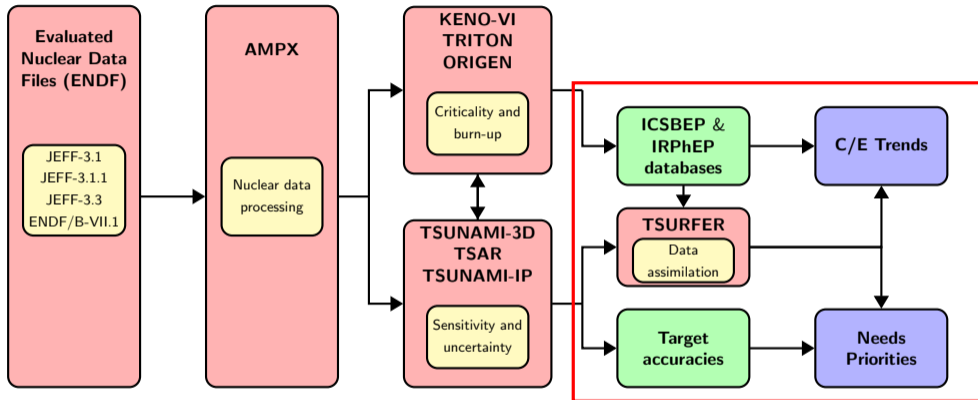 Evaluated
Nuclear Data
Files (ENDF)
JEFF-3.1
JEFF-3.1.1
JEFF-3.3
ENDF/B-VII.1
AMPX
Nuclear data
processing
KENO-VI
TRITON
ORIGEN
Criticality and
burn-up
TSUNAMI-3D
TSAR
TSUNAMI-IP
Sensitivity and
uncertainty
ICSBEP &
IRPhEP
databases
TSURFER
Data
assimilation
Target
accuracies
C/E Trends
Needs
Priorities